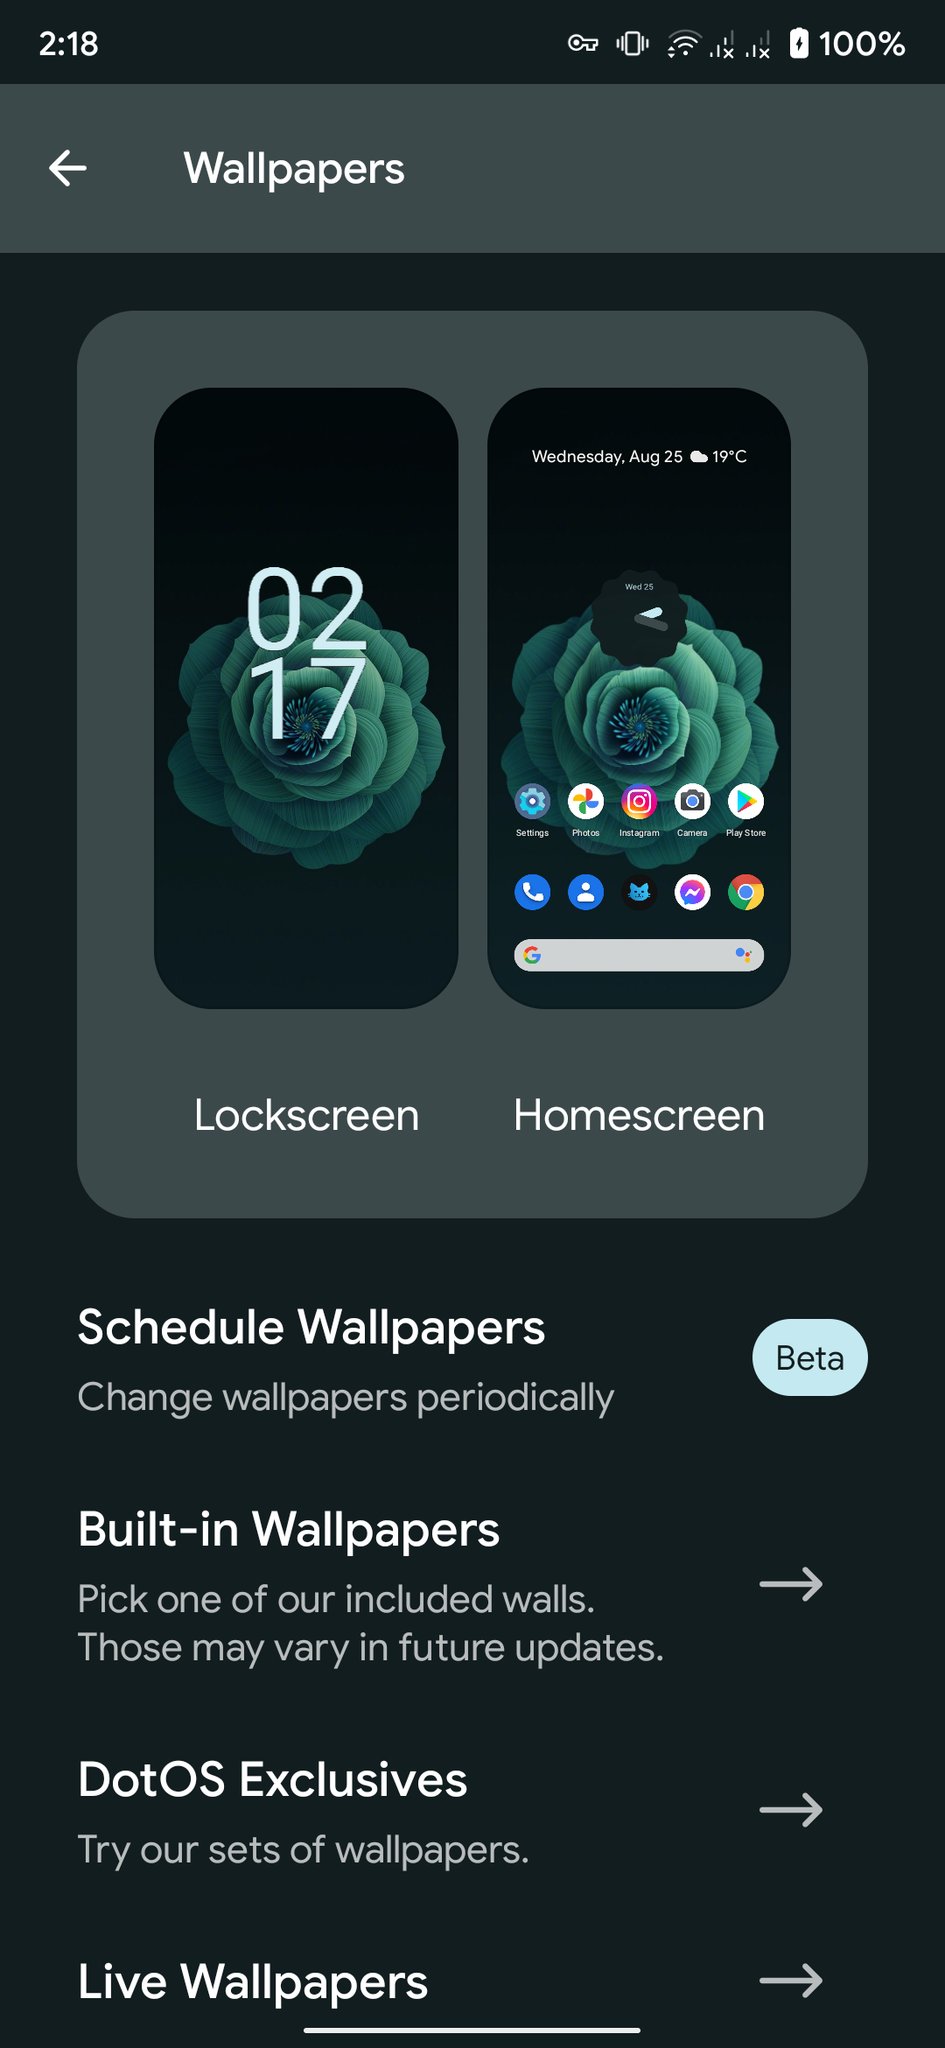 2:18
100%
Wallpapers
02
17
Wednesday, Aug 25 19°C
Wed 25
Settings Photos Instagram Camera Play Store
Lockscreen Homescreen
Schedule Wallpapers
Beta
Change wallpapers periodically
Built-in Wallpapers
Pick one of our included walls.
Those may vary in future updates.
DotOS Exclusives
Try our sets of wallpapers.
Live Wallpapers